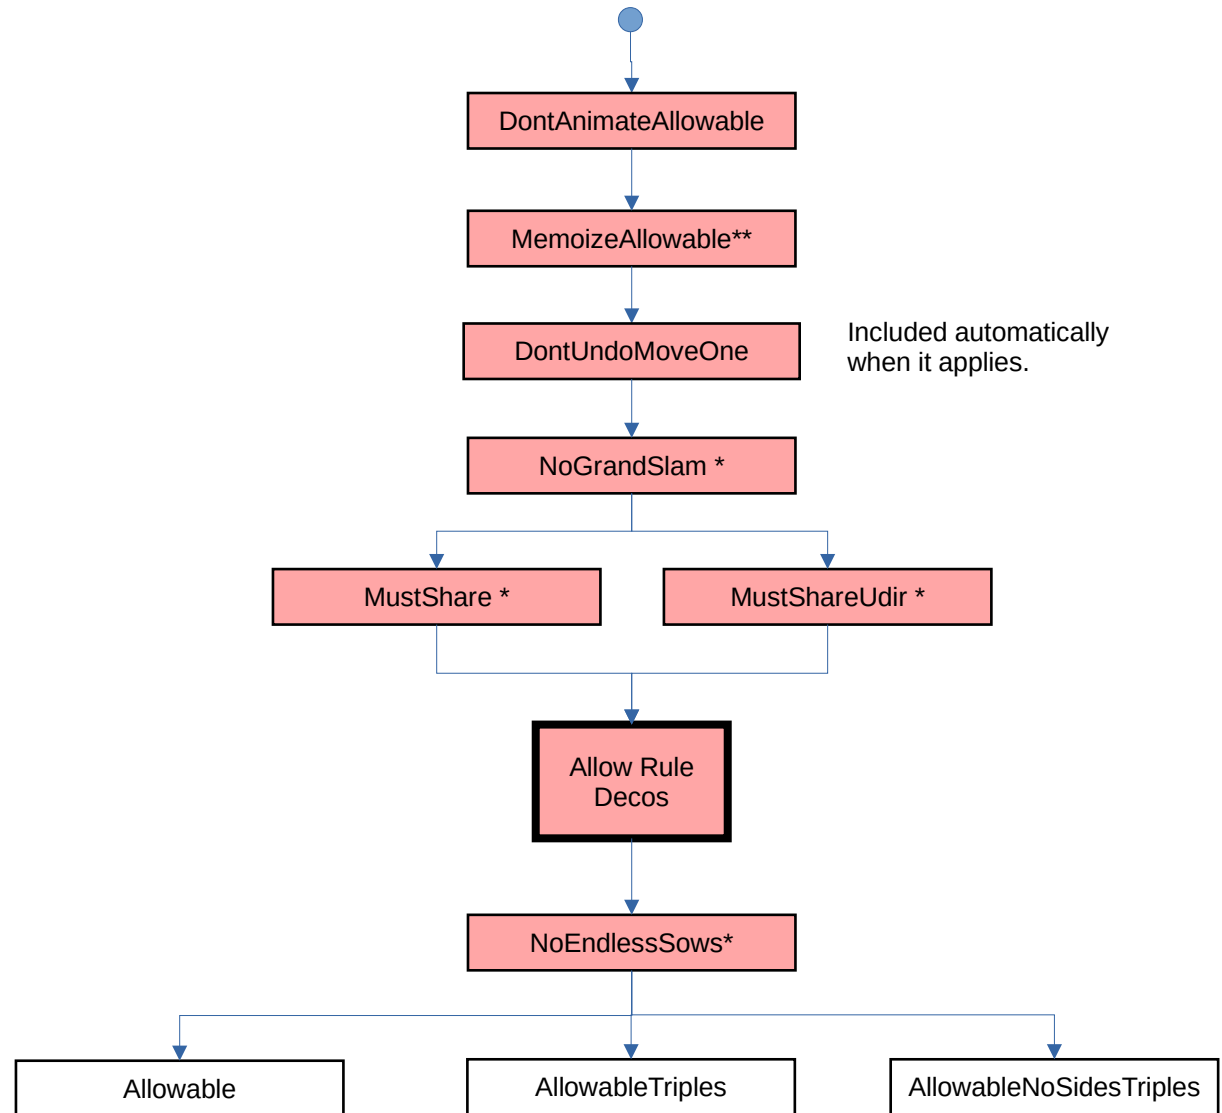 DontAnimateAllowable
MemoizeAllowable**
DontUndoMoveOne
Included automatically
when it applies.
NoGrandSlam *
MustShare *
MustShareUdir *
Allow Rule
Decos
NoEndlessSows*
Allowable
AllowableTriples
AllowableNoSidesTriples